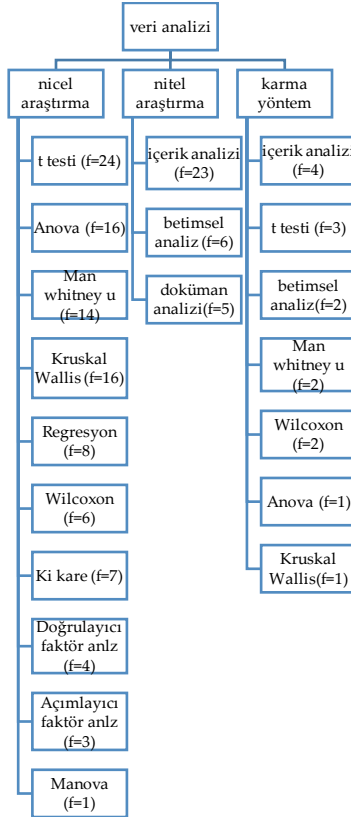 veri analizi
nicel
araştırma
t testi (f=24)
Anova (f=16)
Man
whitney u
(f=14)
Kruskal
Wallis (f=16)
Regresyon
(f=8)
Wilcoxon
(f=6)
Ki kare (f=7)
Doğrulayıcı
faktör anlz
(f=4)
Açımlayıcı
faktör anlz
(f=3)
Manova
(f=1)
nitel
araştırma
içerik analizi
(f=23)
betimsel
analiz (f=6)
doküman
analizi(f=5)
karma
yöntem
içerik analizi
(f=4)
t testi (f=3)
betimsel
analiz(f=2)
Man
whitney u
(f=2)
Wilcoxon
(f=2)
Anova (f=1)
Kruskal
Wallis(f=1)